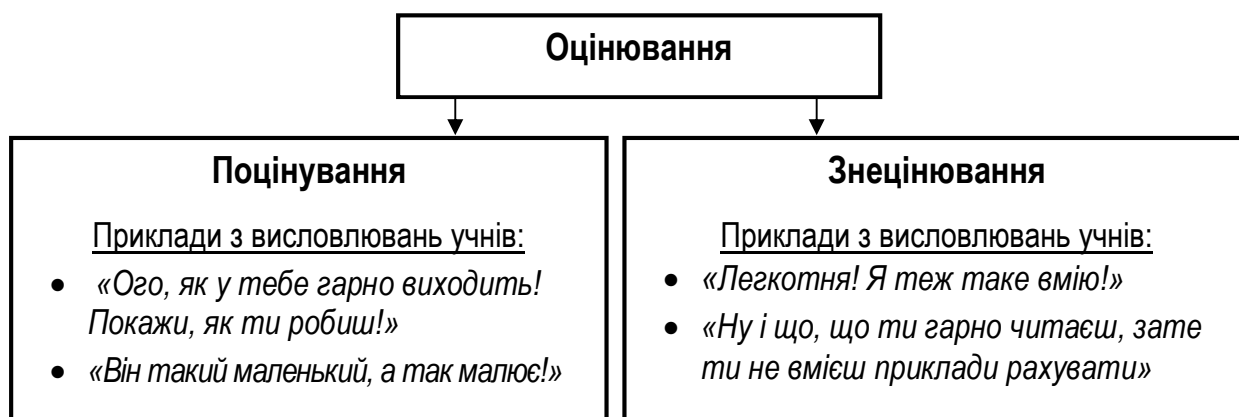 Оцінювання
Поцінування
Приклади з висловлювань учнів:
• «Ого, як у тебе гарно виходить!
Покажи, як ти робиш!»
• «Він такий маленький, а так малює!»
Знецінювання
Приклади з висловлювань учнів:
• «Легкотня! Я теж таке вмію!»
• «Ну і що, що ти гарно читаєш, зате
ти не вмієш приклади рахувати»